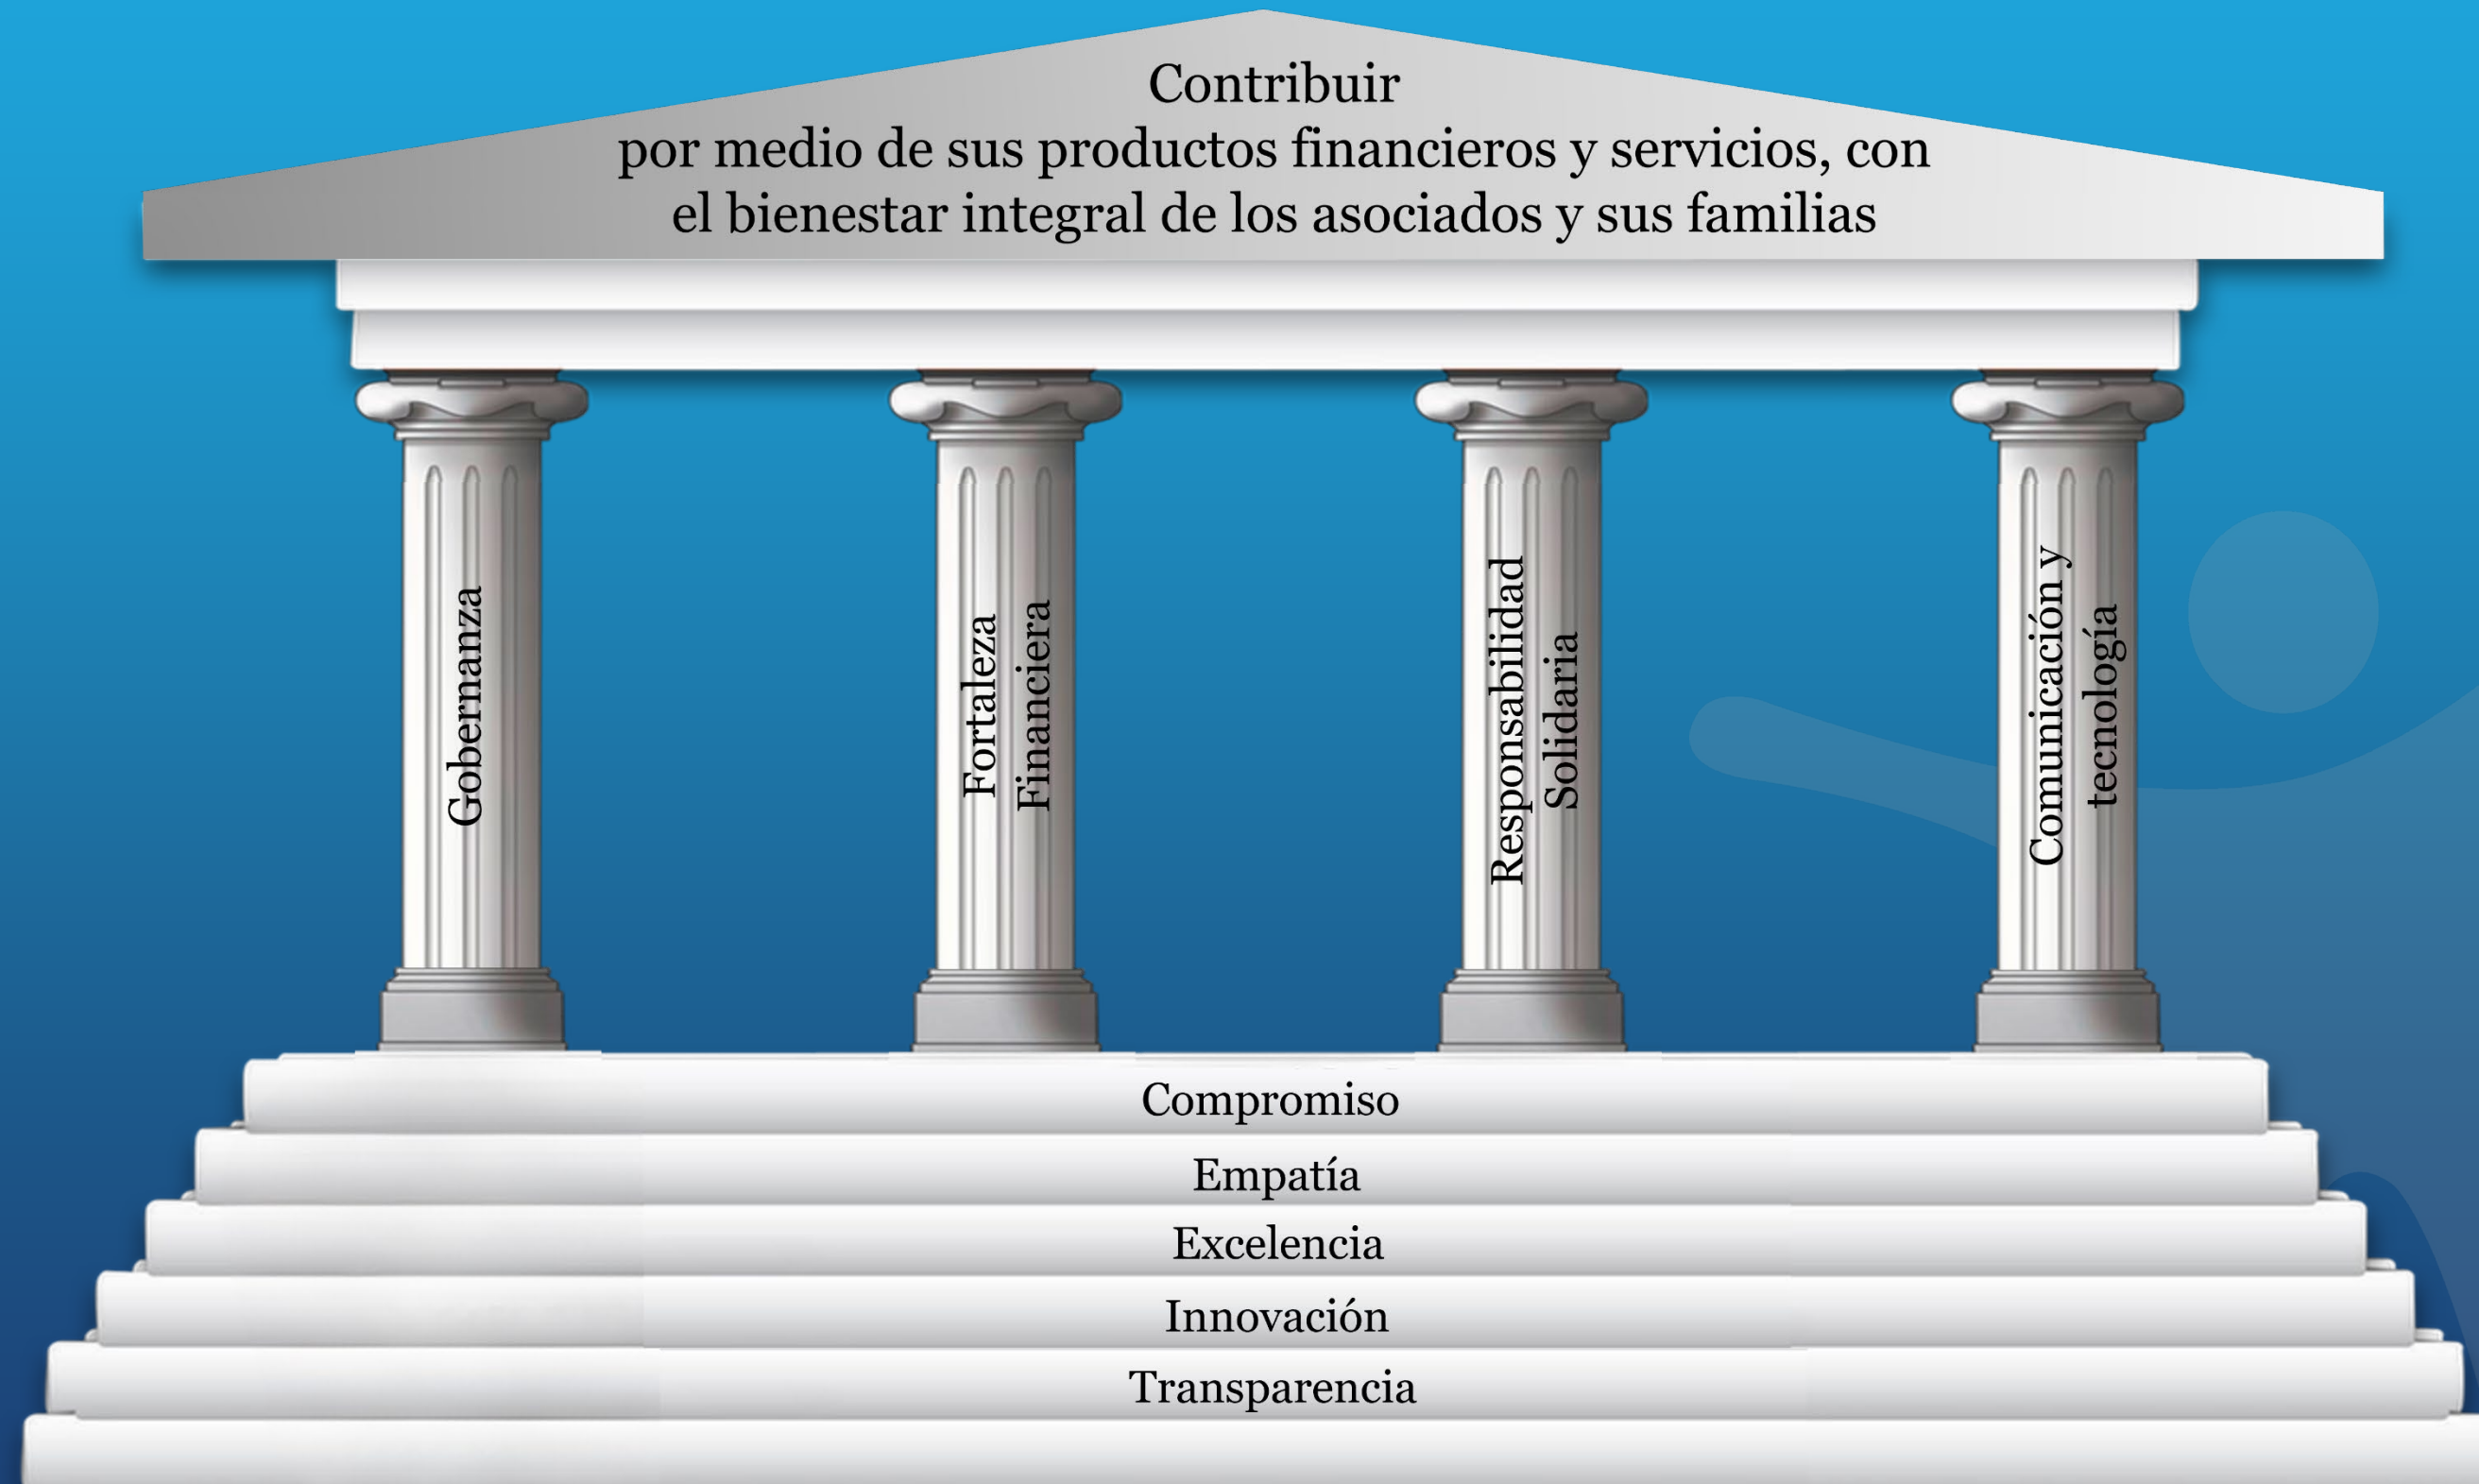 Contribuir
por medio de sus productos financieros y servicios, con
el bienestar integral de los asociados y sus familias
Gobernanza
Fortaleza
Financiera
Responsabilidad
Solidaria
Comunicación y
tecnología
Compromiso
Empatía
Excelencia
Innovación
Transparencia